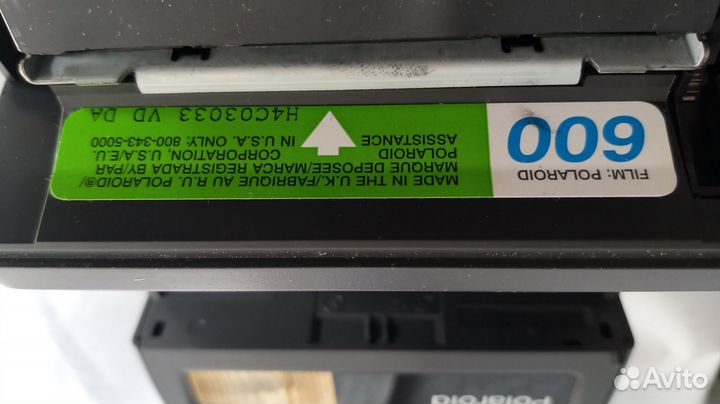 FILM: POLAROID
600
MADE IN THE U.K./FABRIQUE AU R.U. POLAROID®/
MARQUE DEPOSEE/MARCA REGISTRADA BY/PAR
POLAROID CORPORATION, U.S.A/E.U.
ASSISTANCE IN U.S.A. ONLY: 800-343-5000
H4C03033 VD DA
Polaroid
Avito